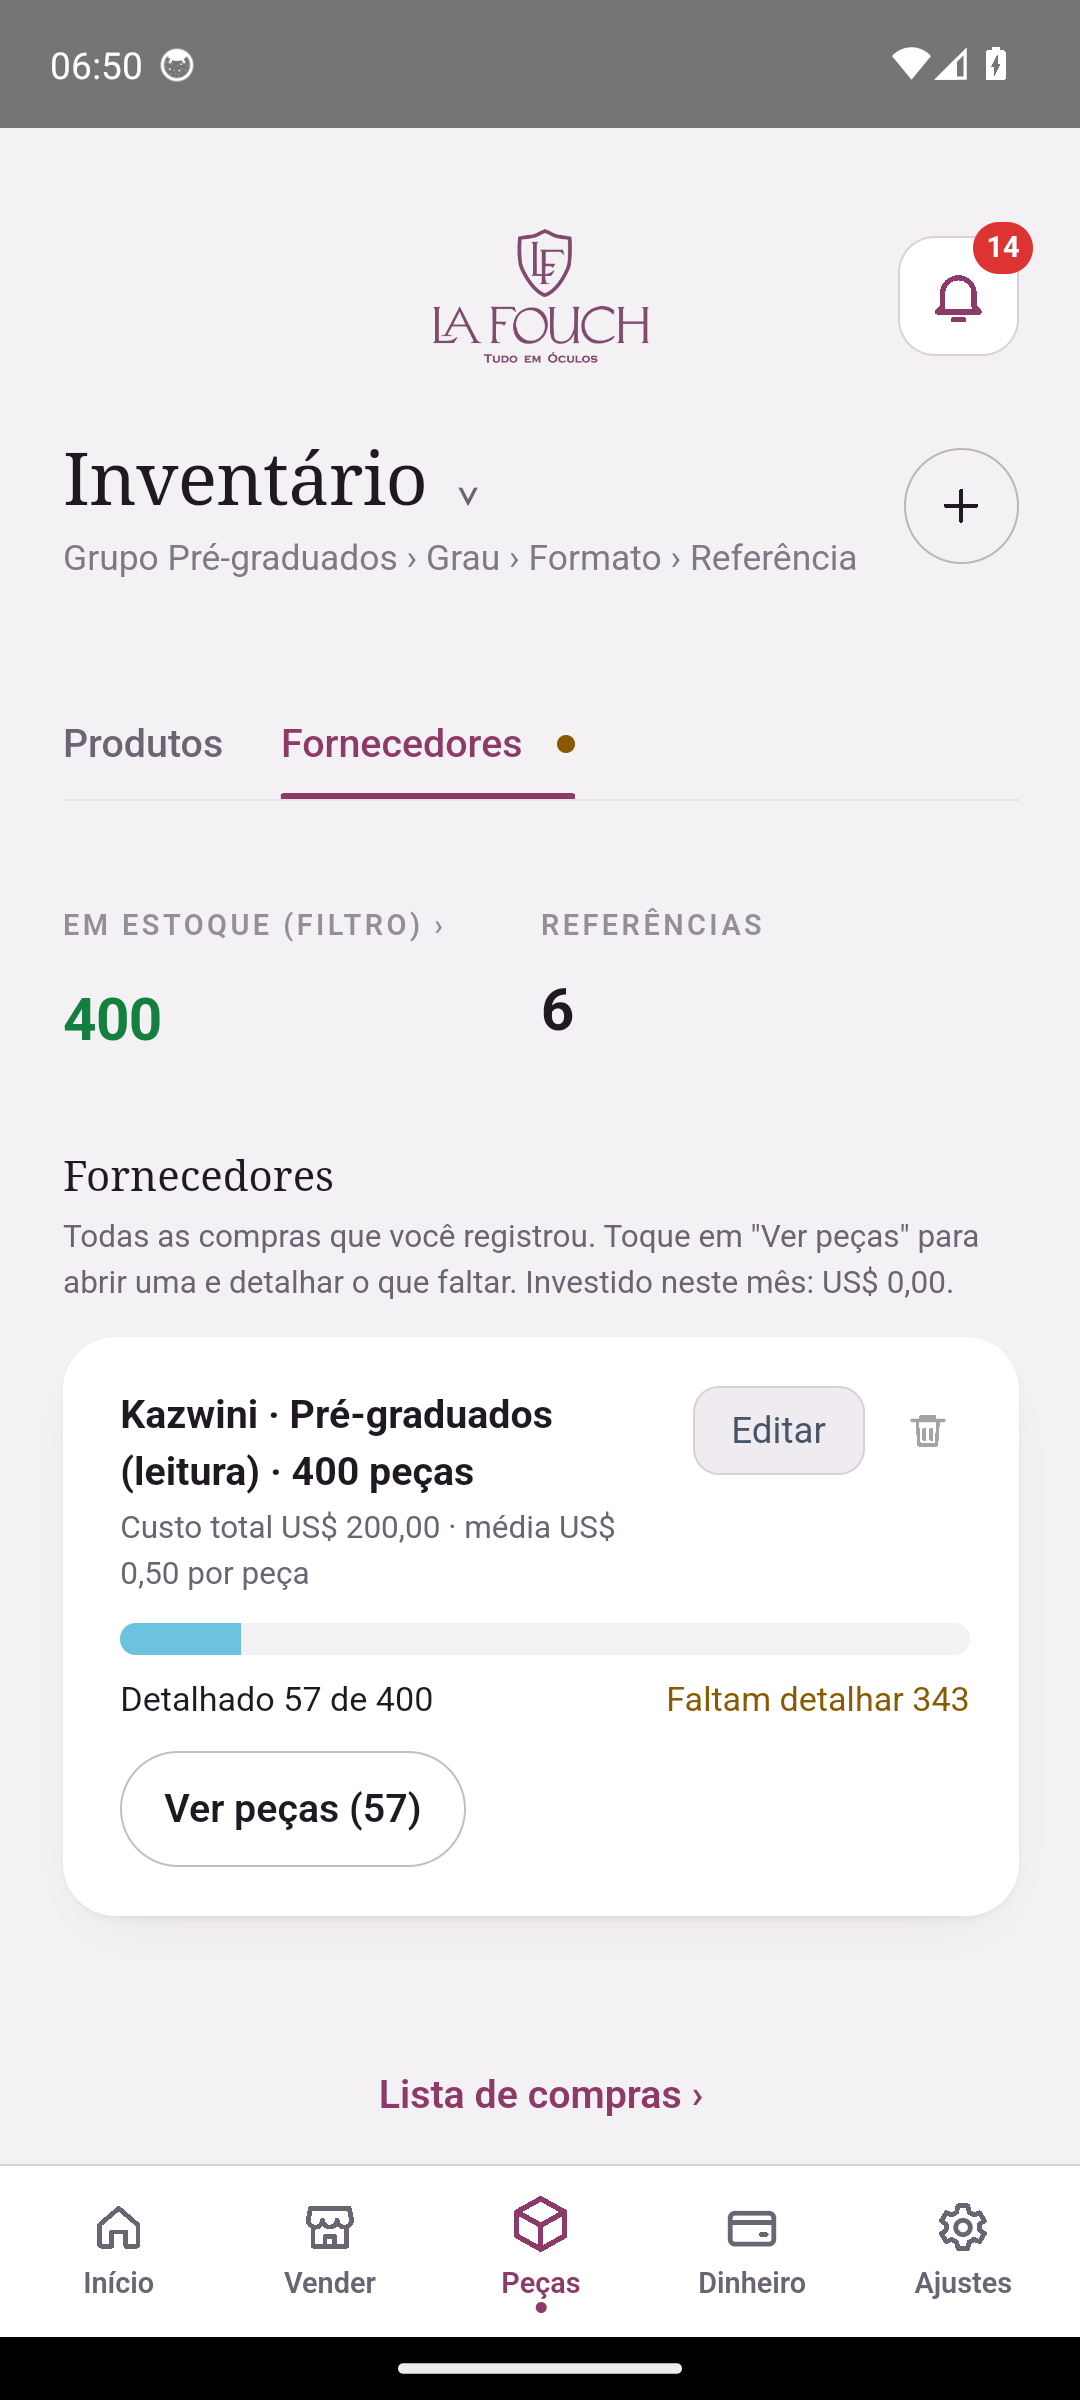 06:50
LF
LA FOUCH
TUDO EM ÓCULOS
14
Inventário
Grupo Pré-graduados › Grau › Formato › Referência
+
Produtos
Fornecedores
EM ESTOQUE (FILTRO) ›
REFERÊNCIAS
400
6
Fornecedores
Todas as compras que você registrou. Toque em "Ver peças" para
abrir uma e detalhar o que faltar. Investido neste mês: US$ 0,00.
Kazwini · Pré-graduados
(leitura) · 400 peças
Editar
Custo total US$ 200,00 · média US$
0,50 por peça
Detalhado 57 de 400
Faltam detalhar 343
Ver peças (57)
Lista de compras ›
Início
Vender
Peças
Dinheiro
Ajustes